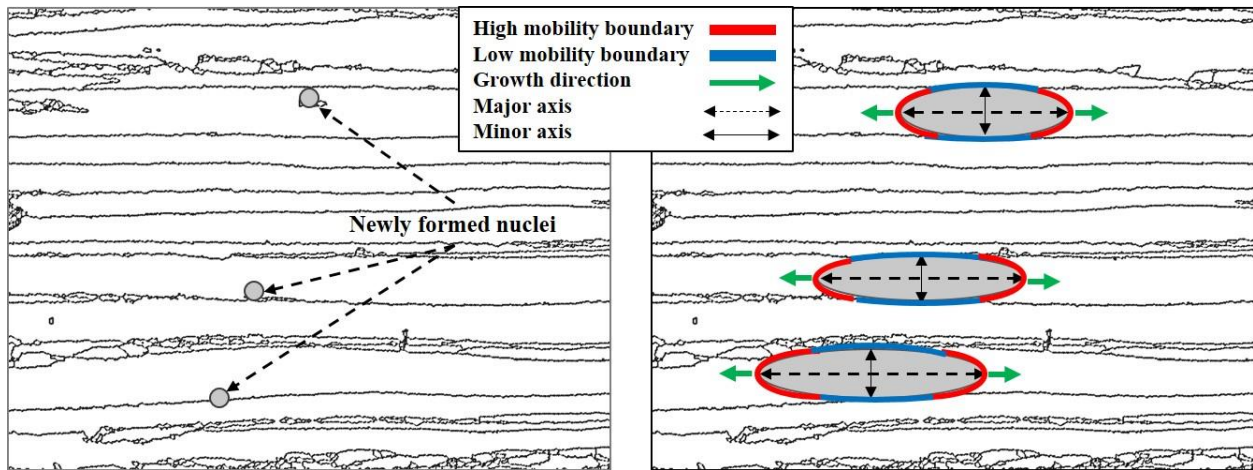 High mobility boundary
Low mobility boundary
Growth direction
Major axis
Minor axis
Newly formed nuclei